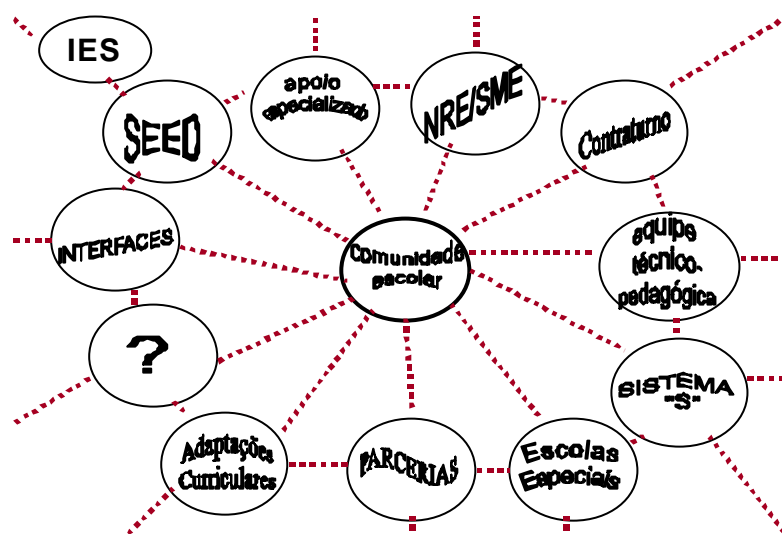 IES
SEED
apoio
especializado
NRE/SME
Contraturno
INTERFACES
Comunidade
escolar
equipe
técnico-
pedagógica
?
SISTEMA
"S"
Adaptações
Curriculares
PARCERIAS
Escolas
Especiais